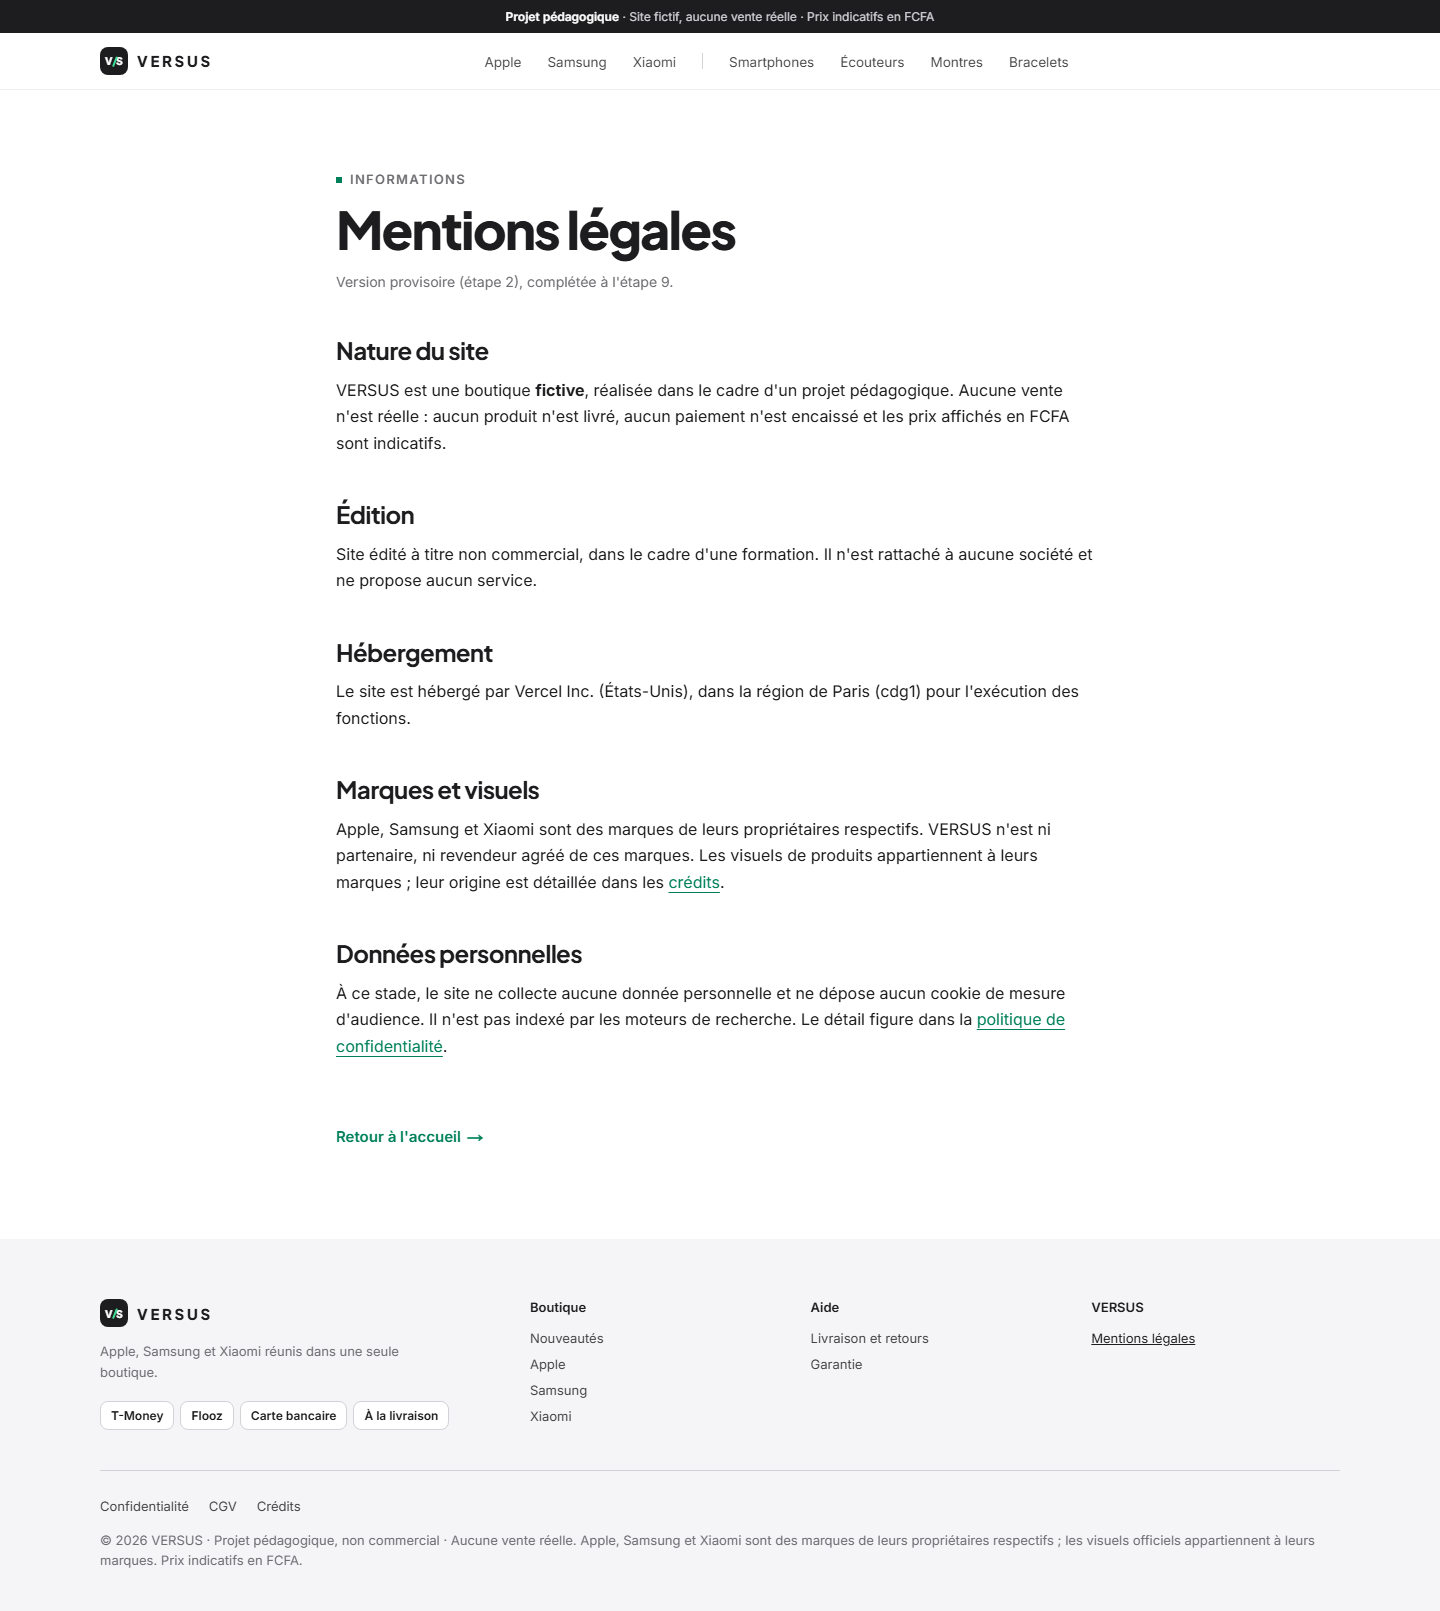 Projet pédagogique · Site fictif, aucune vente réelle · Prix indicatifs en FCFA
V/S VERSUS
Apple Samsung Xiaomi Smartphones Écouteurs Montres Bracelets
INFORMATIONS
Mentions légales
Version provisoire (étape 2), complétée à l'étape 9.
Nature du site
VERSUS est une boutique fictive, réalisée dans le cadre d'un projet pédagogique. Aucune vente
n'est réelle : aucun produit n'est livré, aucun paiement n'est encaissé et les prix affichés en FCFA
sont indicatifs.
Édition
Site édité à titre non commercial, dans le cadre d'une formation. Il n'est rattaché à aucune société et
ne propose aucun service.
Hébergement
Le site est hébergé par Vercel Inc. (États-Unis), dans la région de Paris (cdg1) pour l'exécution des
fonctions.
Marques et visuels
Apple, Samsung et Xiaomi sont des marques de leurs propriétaires respectifs. VERSUS n'est ni
partenaire, ni revendeur agréé de ces marques. Les visuels de produits appartiennent à leurs
marques ; leur origine est détaillée dans les crédits.
Données personnelles
À ce stade, le site ne collecte aucune donnée personnelle et ne dépose aucun cookie de mesure
d'audience. Il n'est pas indexé par les moteurs de recherche. Le détail figure dans la politique de
confidentialité.
Retour à l'accueil →
V/S VERSUS
Apple, Samsung et Xiaomi réunis dans une seule
boutique.
T-Money Flooz Carte bancaire À la livraison
Boutique
Nouveautés
Apple
Samsung
Xiaomi
Aide
Livraison et retours
Garantie
VERSUS
Mentions légales
Confidentialité CGV Crédits
© 2026 VERSUS · Projet pédagogique, non commercial · Aucune vente réelle. Apple, Samsung et Xiaomi sont des marques de leurs propriétaires respectifs ; les visuels officiels appartiennent à leurs
marques. Prix indicatifs en FCFA.